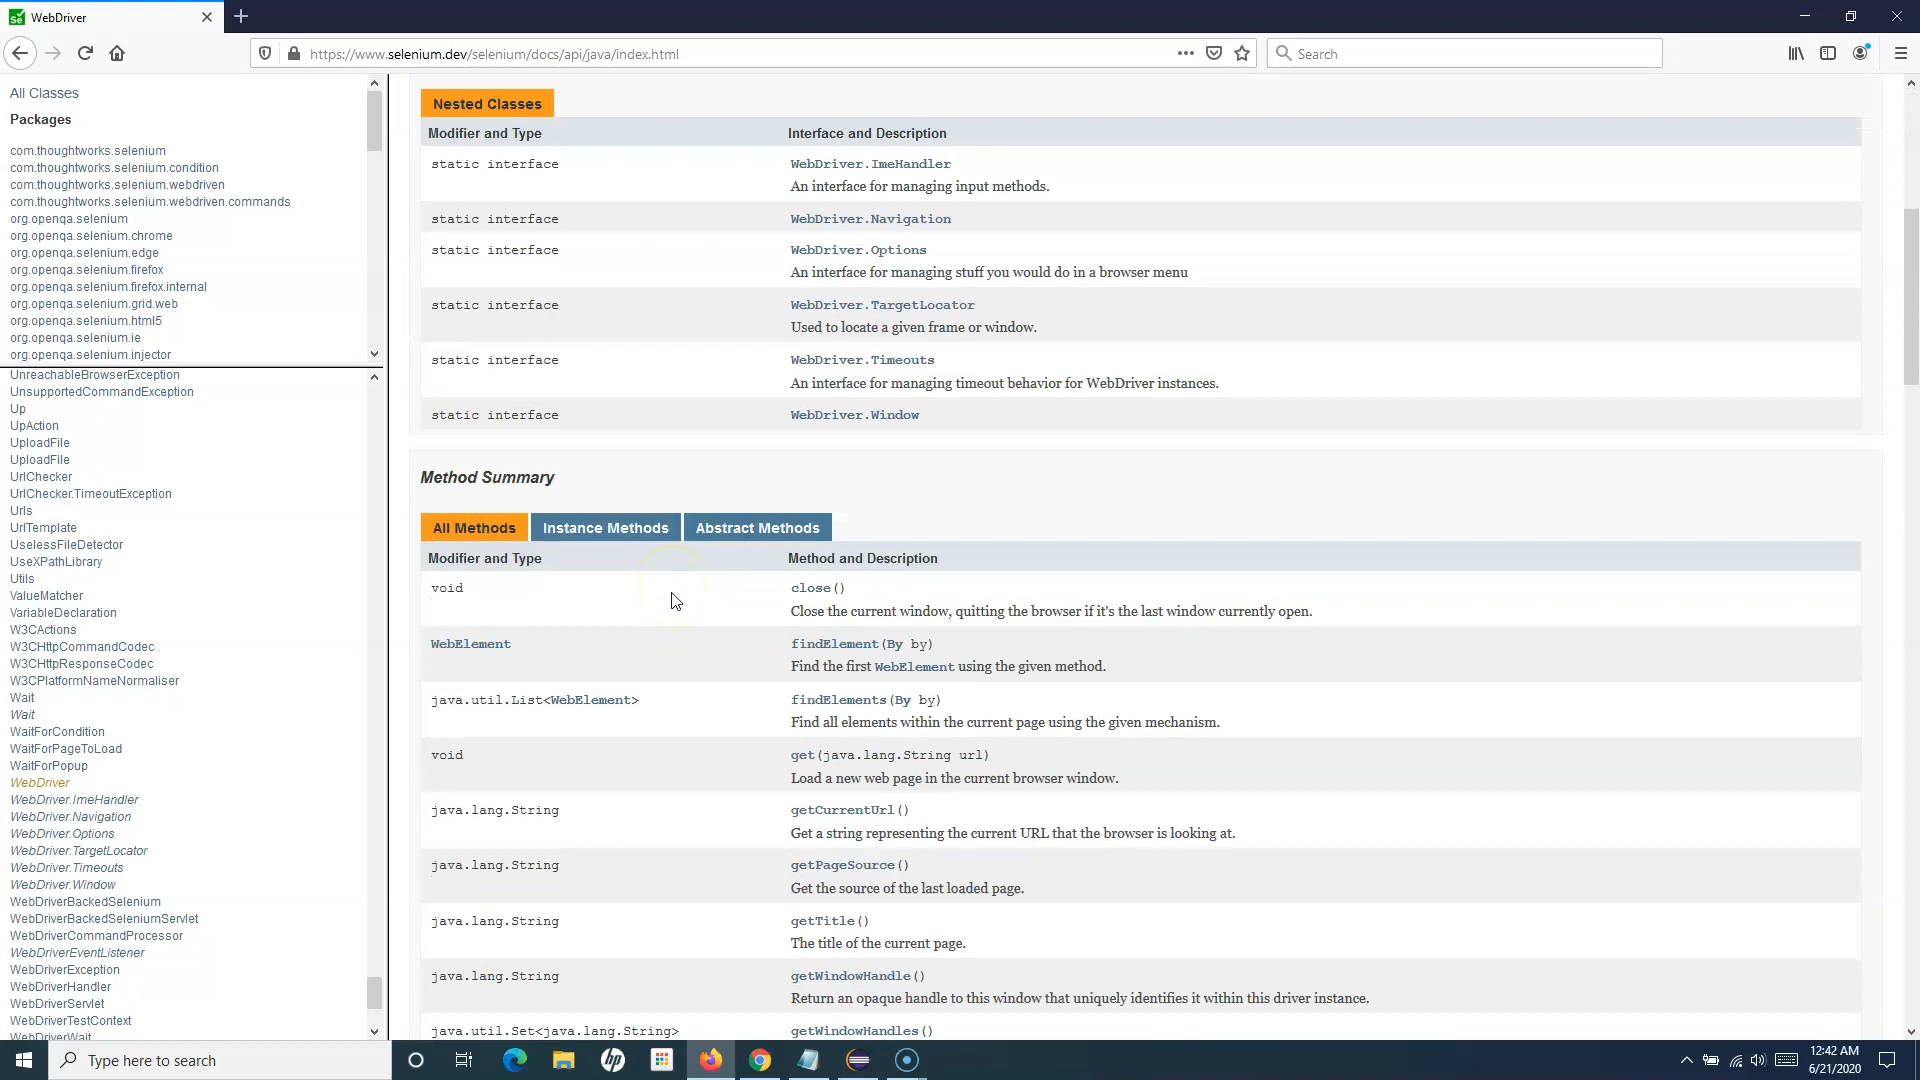 WebDriver
https://www.selenium.dev/selenium/docs/api/java/index.html
Search
All Classes
Packages
com.thoughtworks.selenium
com.thoughtworks.selenium.condition
com.thoughtworks.selenium.webdriven
com.thoughtworks.selenium.webdriven.commands
org.openqa.selenium
org.openqa.selenium.chrome
org.openqa.selenium.edge
org.openqa.selenium.firefox
org.openqa.selenium.firefox.internal
org.openqa.selenium.grid.web
org.openqa.selenium.html5
org.openqa.selenium.ie
org.openqa.selenium.injector
UnreachableBrowserException
UnsupportedCommandException
Up
UpAction
UploadFile
UploadFile
UrlChecker
UrlChecker.TimeoutException
Urls
UrlTemplate
UselessFileDetector
UseXPathLibrary
Utils
ValueMatcher
VariableDeclaration
W3CActions
W3CHttpCommandCodec
W3CHttpResponseCodec
W3CPlatformNameNormaliser
Wait
Wait
WaitForCondition
WaitForPageToLoad
WaitForPopup
WebDriver
WebDriver.ImeHandler
WebDriver.Navigation
WebDriver.Options
WebDriver.TargetLocator
WebDriver.Timeouts
WebDriver.Window
WebDriverBackedSelenium
WebDriverBackedSeleniumServlet
WebDriverCommandProcessor
WebDriverEventListener
WebDriverException
WebDriverHandler
WebDriverServlet
WebDriverTestContext
WebDriverWait
Nested Classes
Modifier and Type Interface and Description
static interface WebDriver.ImeHandler
An interface for managing input methods.
static interface WebDriver.Navigation
static interface WebDriver.Options
An interface for managing stuff you would do in a browser menu
static interface WebDriver.TargetLocator
Used to locate a given frame or window.
static interface WebDriver.Timeouts
An interface for managing timeout behavior for WebDriver instances.
static interface WebDriver.Window
Method Summary
All Methods Instance Methods Abstract Methods
Modifier and Type Method and Description
void close()
Close the current window, quitting the browser if it's the last window currently open.
WebElement findElement(By by)
Find the first WebElement using the given method.
java.util.List<WebElement> findElements(By by)
Find all elements within the current page using the given mechanism.
void get(java.lang.String url)
Load a new web page in the current browser window.
java.lang.String getCurrentUrl()
Get a string representing the current URL that the browser is looking at.
java.lang.String getPageSource()
Get the source of the last loaded page.
java.lang.String getTitle()
The title of the current page.
java.lang.String getWindowHandle()
Return an opaque handle to this window that uniquely identifies it within this driver instance.
java.util.Set<java.lang.String> getWindowHandles()
Type here to search
hp
12:42 AM
6/21/2020